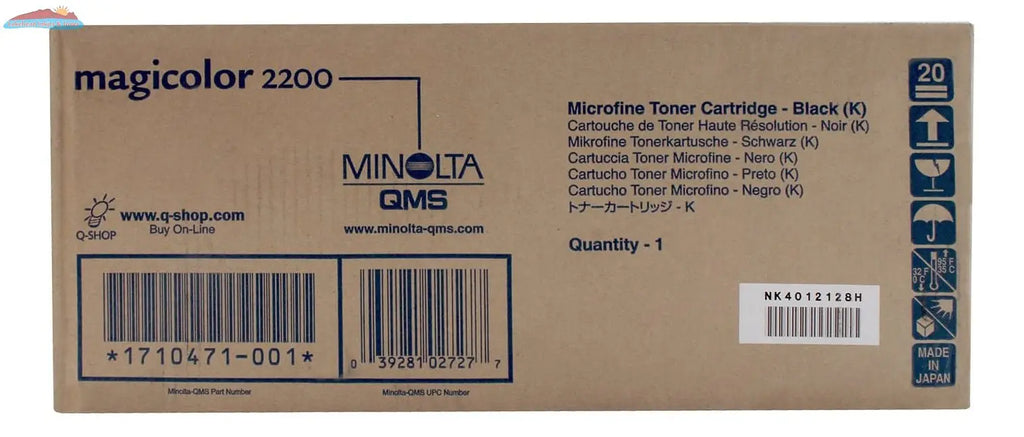 magicolor 2200
MINOLTA
QMS
www.minolta-qms.com
Q-SHOP
www.q-shop.com
Buy On-Line
*1710471-001*
Minolta-QMS Part Number
0 39281 02727 7
Minolta-QMS UPC Number
Microfine Toner Cartridge - Black (K)
Cartouche de Toner Haute Résolution - Noir (K)
Mikrofine Tonerkartusche - Schwarz (K)
Cartuccia Toner Microfine - Nero (K)
Cartucho Toner Microfino - Preto (K)
Cartucho Toner Microfino - Negro (K)
トナーカートリッジ - K
Quantity - 1
NK4012128H
20
95 F
35 C
32 F
0 C
MADE
IN
JAPAN